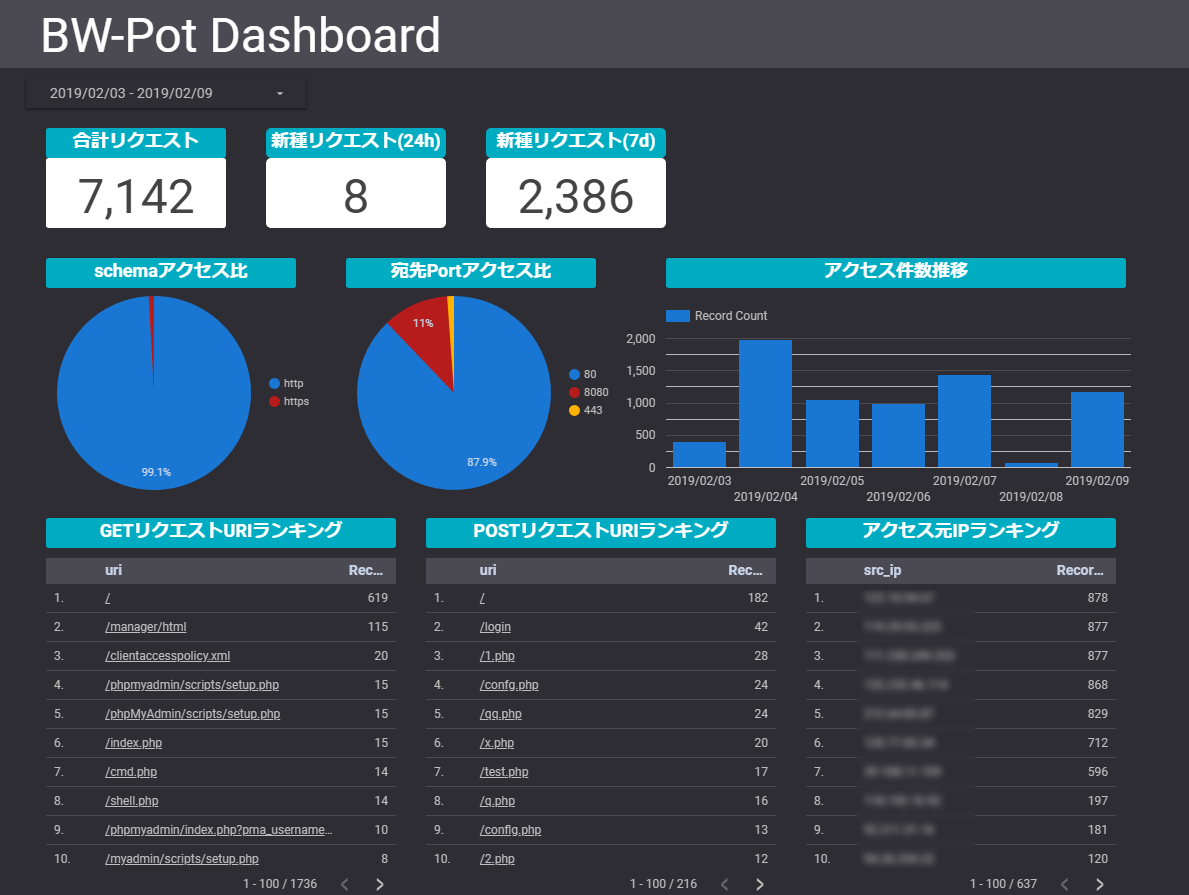 BW-Pot Dashboard
2019/02/03 - 2019/02/09
合計リクエスト
7,142
新種リクエスト(24h)
8
新種リクエスト(7d)
2,386
schemaアクセス比
99.1%
http
https
宛先Portアクセス比
11%
87.9%
80
8080
443
アクセス件数推移
Record Count
2,000
1,500
1,000
500
0
2019/02/03
2019/02/04
2019/02/05
2019/02/06
2019/02/07
2019/02/08
2019/02/09
GETリクエストURIランキング
uri Rec...
1. / 619
2. /manager/html 115
3. /clientaccesspolicy.xml 20
4. /phpmyadmin/scripts/setup.php 15
5. /phpMyAdmin/scripts/setup.php 15
6. /index.php 15
7. /cmd.php 14
8. /shell.php 14
9. /phpmyadmin/index.php?pma_username... 10
10. /myadmin/scripts/setup.php 8
1 - 100 / 1736
POSTリクエストURIランキング
uri Rec...
1. / 182
2. /login 42
3. /1.php 28
4. /confg.php 24
5. /qq.php 24
6. /x.php 20
7. /test.php 17
8. /q.php 16
9. /conflg.php 13
10. /2.php 12
1 - 100 / 216
アクセス元IPランキング
src_ip Recor...
1. 878
2. 877
3. 877
4. 868
5. 829
6. 712
7. 596
8. 197
9. 181
10. 120
1 - 100 / 637